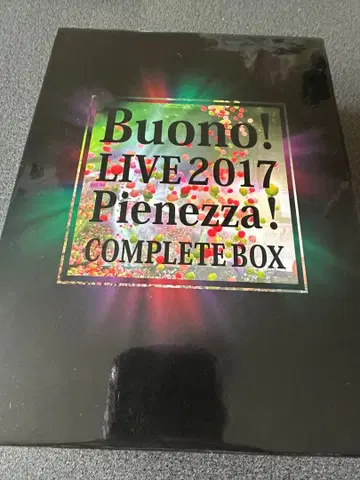 Buono!
LIVE 2017
Pienezza!
COMPLETE BOX